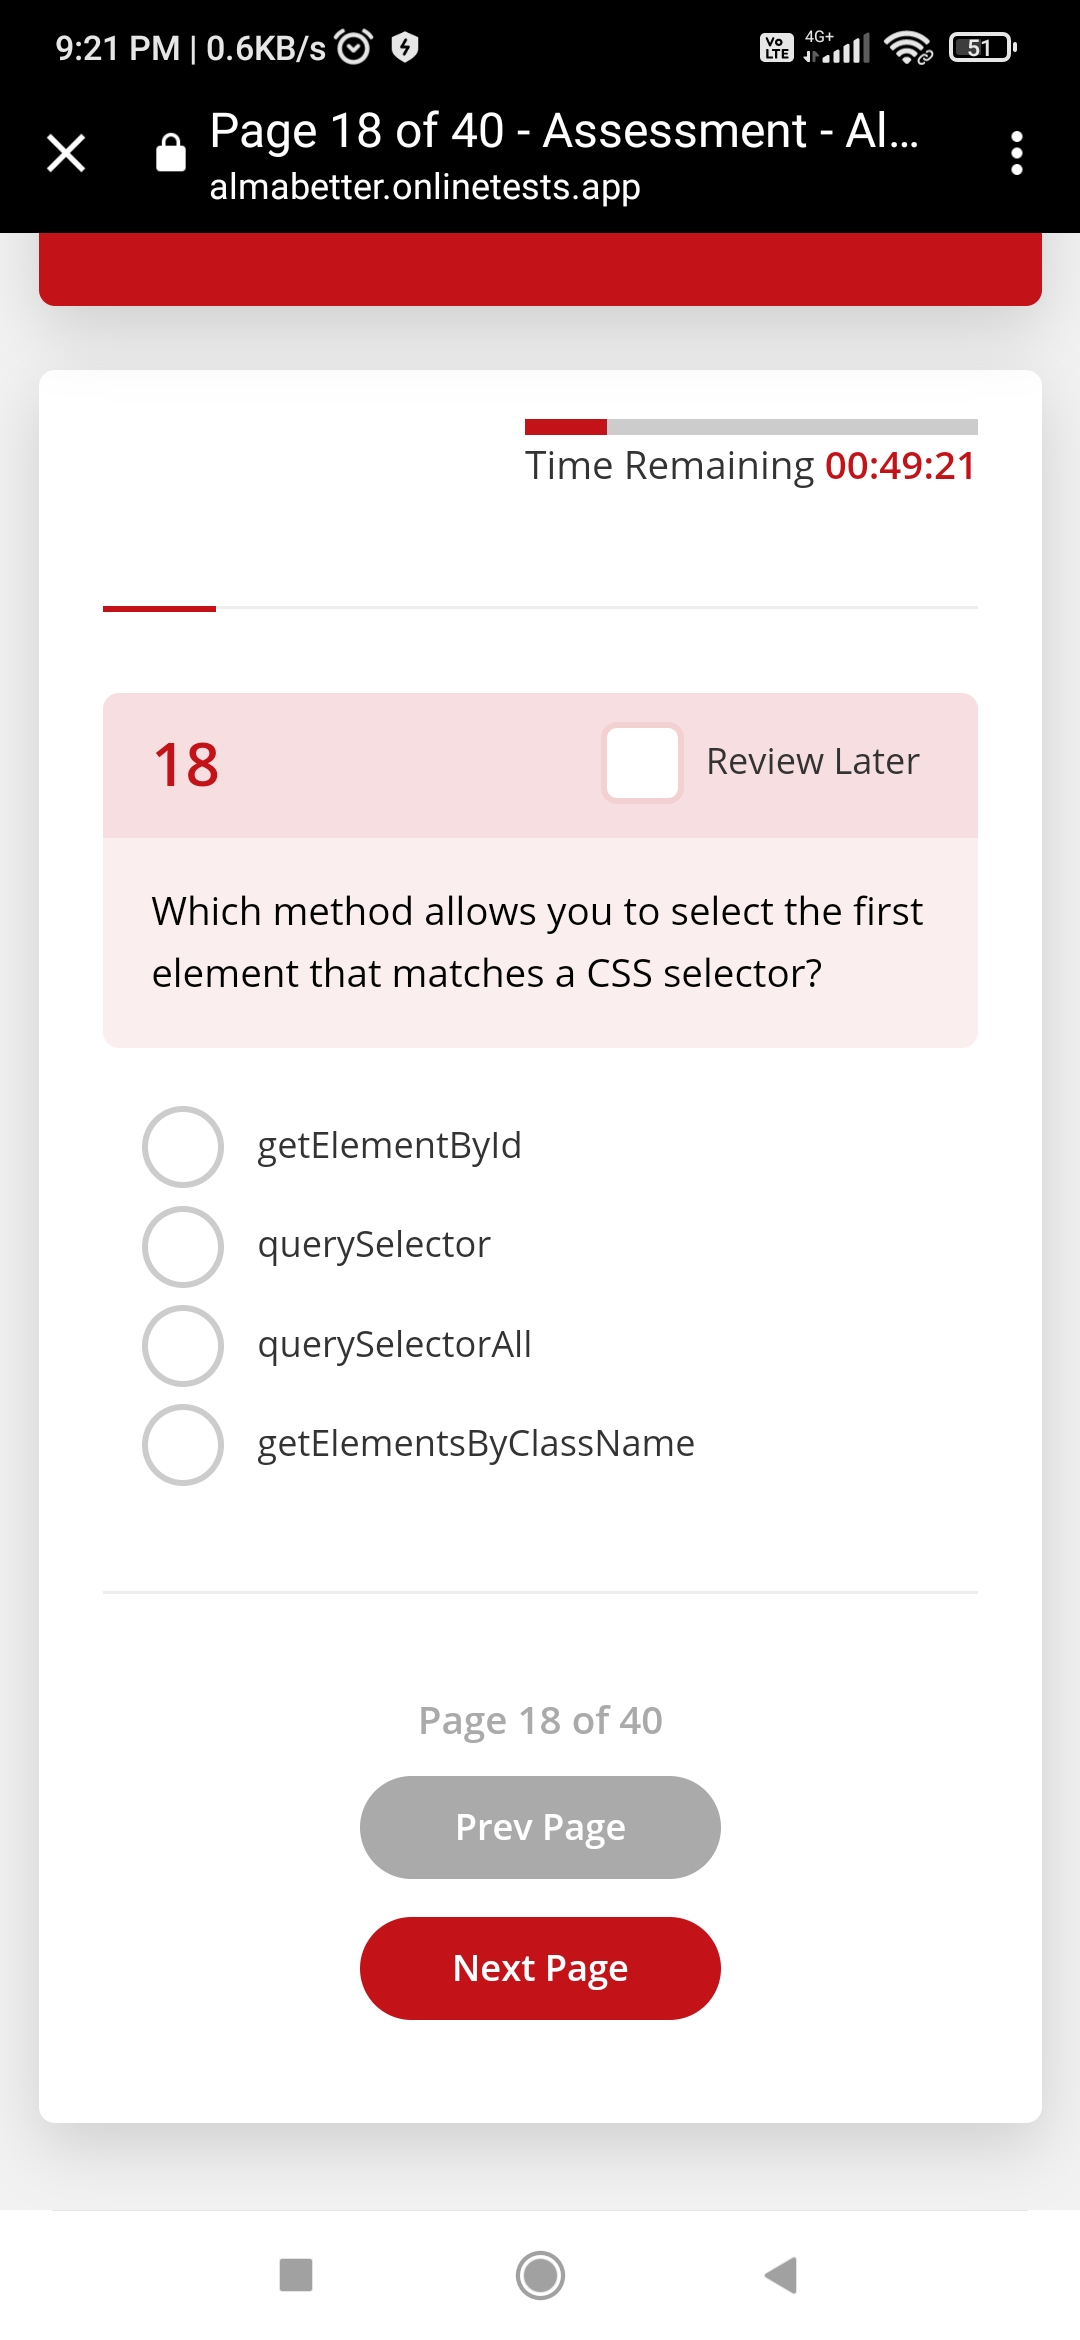 9:21 PM | 0.6KB/s
Vo LTE 4G+ 51
Page 18 of 40 - Assessment - Al...
almabetter.onlinetests.app
Time Remaining 00:49:21
18 Review Later
Which method allows you to select the first
element that matches a CSS selector?
getElementById
querySelector
querySelectorAll
getElementsByClassName
Page 18 of 40
Prev Page
Next Page